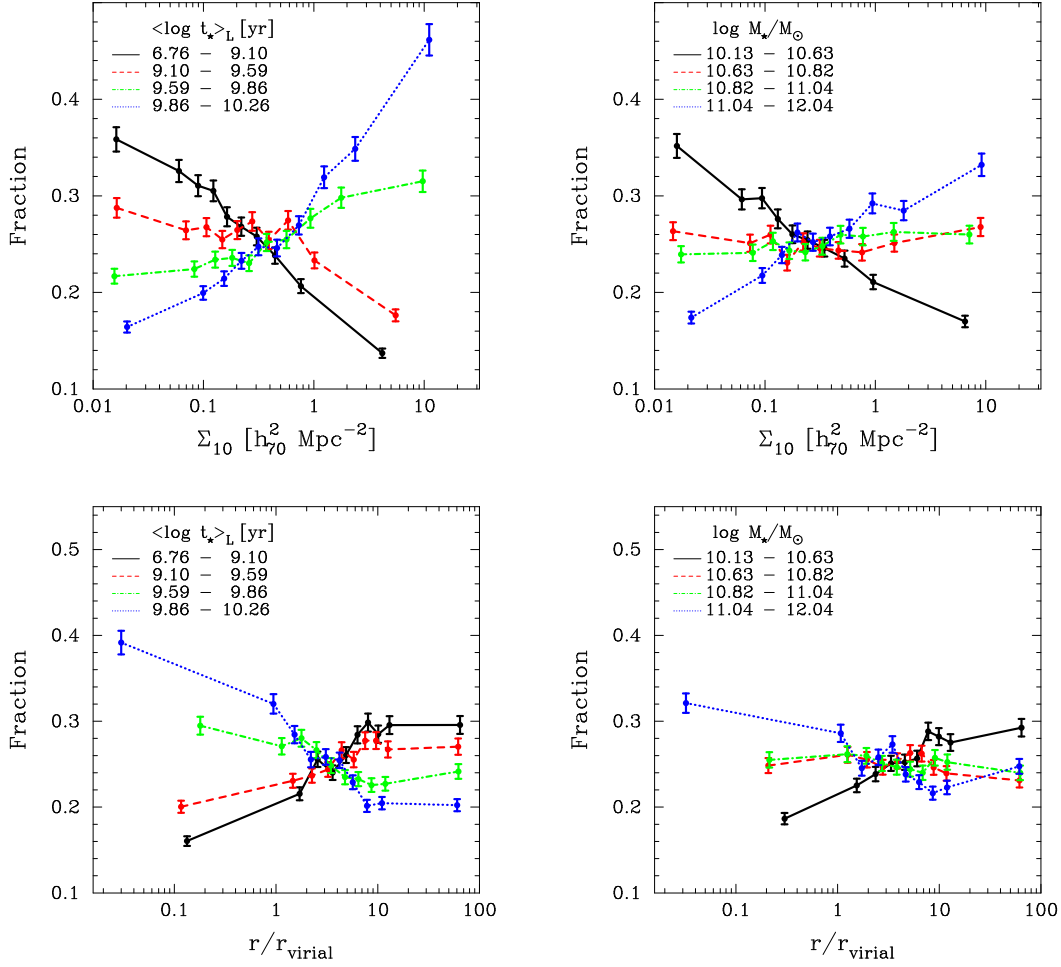 <log t⋆>L [yr]
6.76 − 9.10
9.10 − 9.59
9.59 − 9.86
9.86 − 10.26
0.4
0.3
0.2
0.1
Fraction
0.01 0.1 1 10
Σ10 [h70^2 Mpc^−2]
log M⋆/M⊙
10.13 − 10.63
10.63 − 10.82
10.82 − 11.04
11.04 − 12.04
0.4
0.3
0.2
0.1
Fraction
0.01 0.1 1 10
Σ10 [h70^2 Mpc^−2]
<log t⋆>L [yr]
6.76 − 9.10
9.10 − 9.59
9.59 − 9.86
9.86 − 10.26
0.5
0.4
0.3
0.2
0.1
Fraction
0.1 1 10 100
r/rvirial
log M⋆/M⊙
10.13 − 10.63
10.63 − 10.82
10.82 − 11.04
11.04 − 12.04
0.5
0.4
0.3
0.2
0.1
Fraction
0.1 1 10 100
r/rvirial